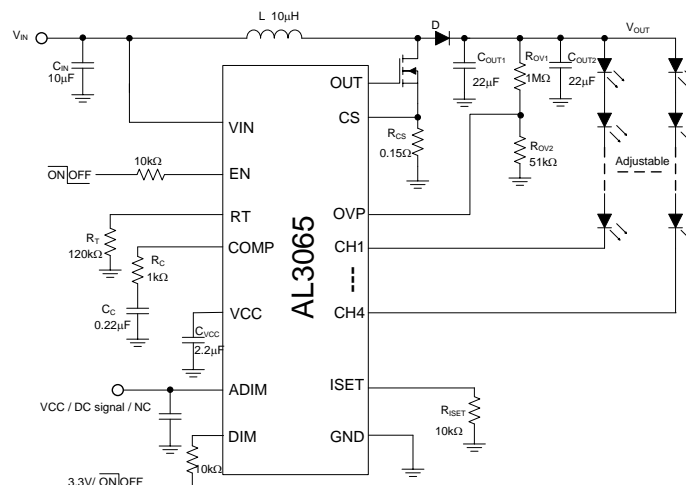 L 10µH
D
VIN
VOUT
CIN
10µF
COUT1
22µF
ROV1
1MΩ
COUT2
22µF
OUT
CS
RCS
0.15Ω
ROV2
51kΩ
Adjustable
VIN
10kΩ
ON OFF
EN
RT
RT
120kΩ
OVP
COMP
CH1
RC
1kΩ
AL3065
CC
0.22µF
VCC
CH4
CVCC
2.2µF
ADIM
ISET
VCC / DC signal / NC
RISET
10kΩ
DIM
GND
10kΩ
3.3V/ ON OFF